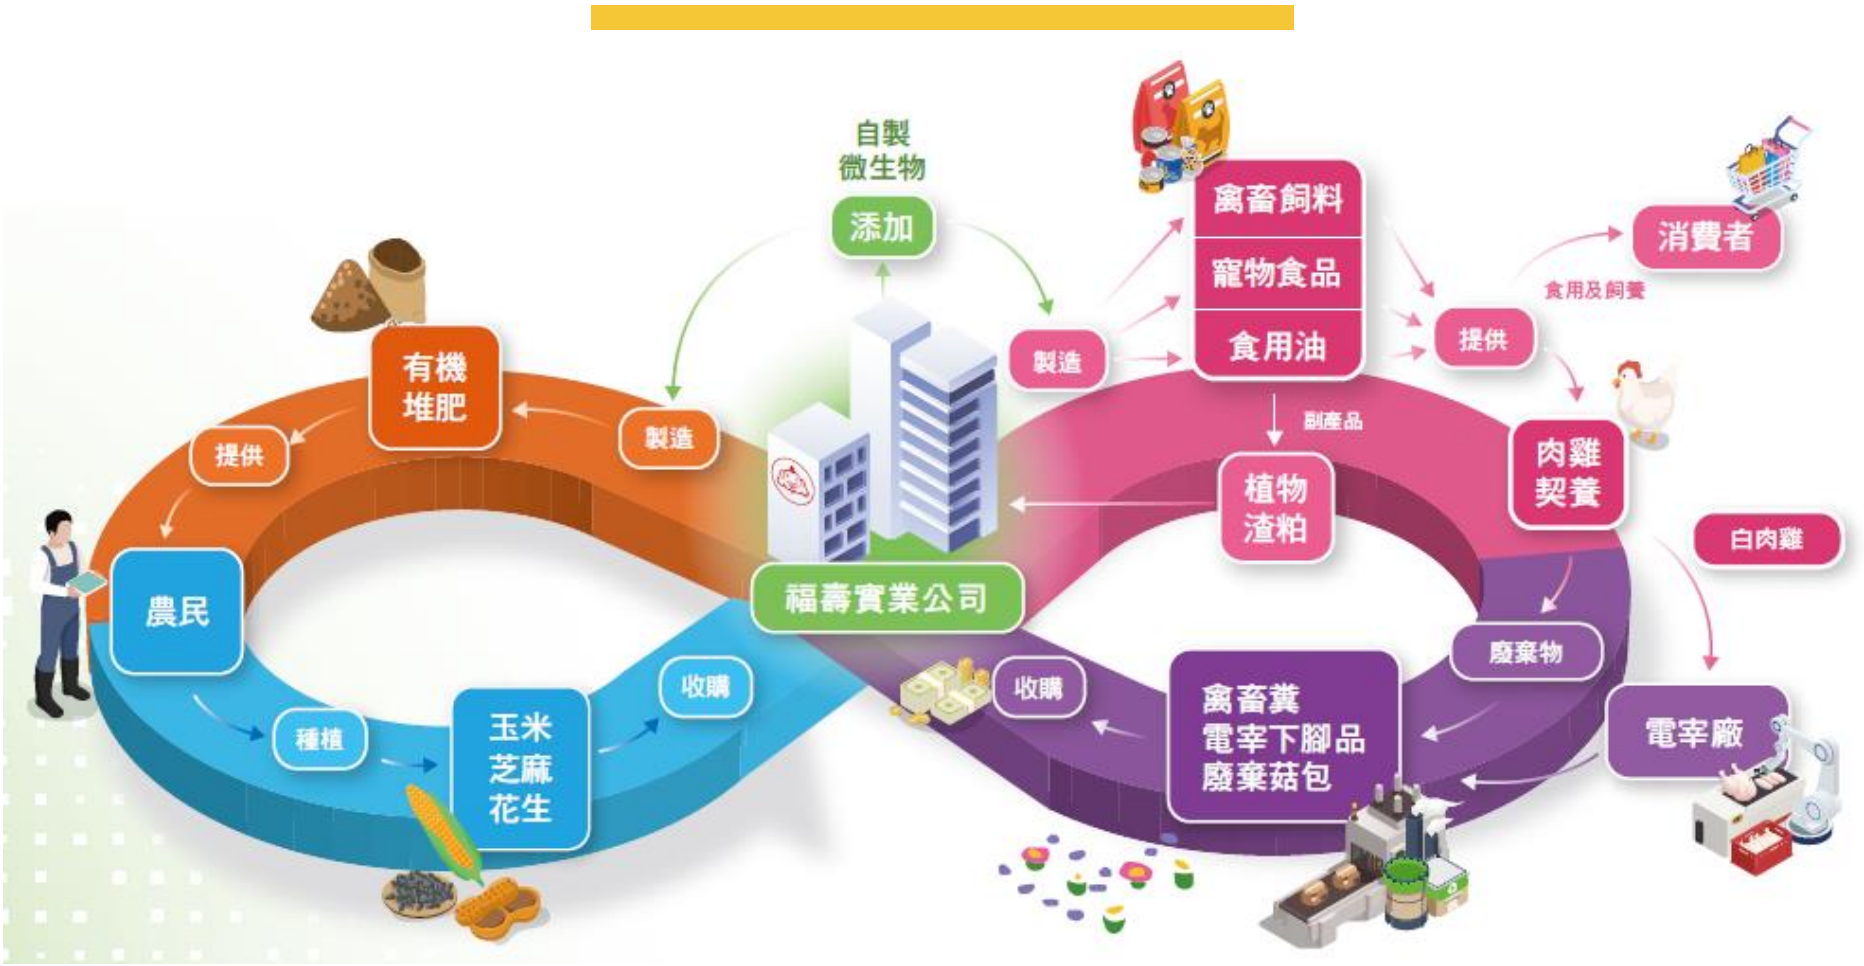 自製
微生物
添加
禽畜飼料
寵物食品
食用油
消費者
食用及飼養
提供
製造
副產品
植物
渣粕
肉雞
契養
白肉雞
有機
堆肥
製造
提供
農民
種植
玉米
芝麻
花生
收購
福壽實業公司
收購
禽畜糞
電宰下腳品
廢棄菇包
廢棄物
電宰廠